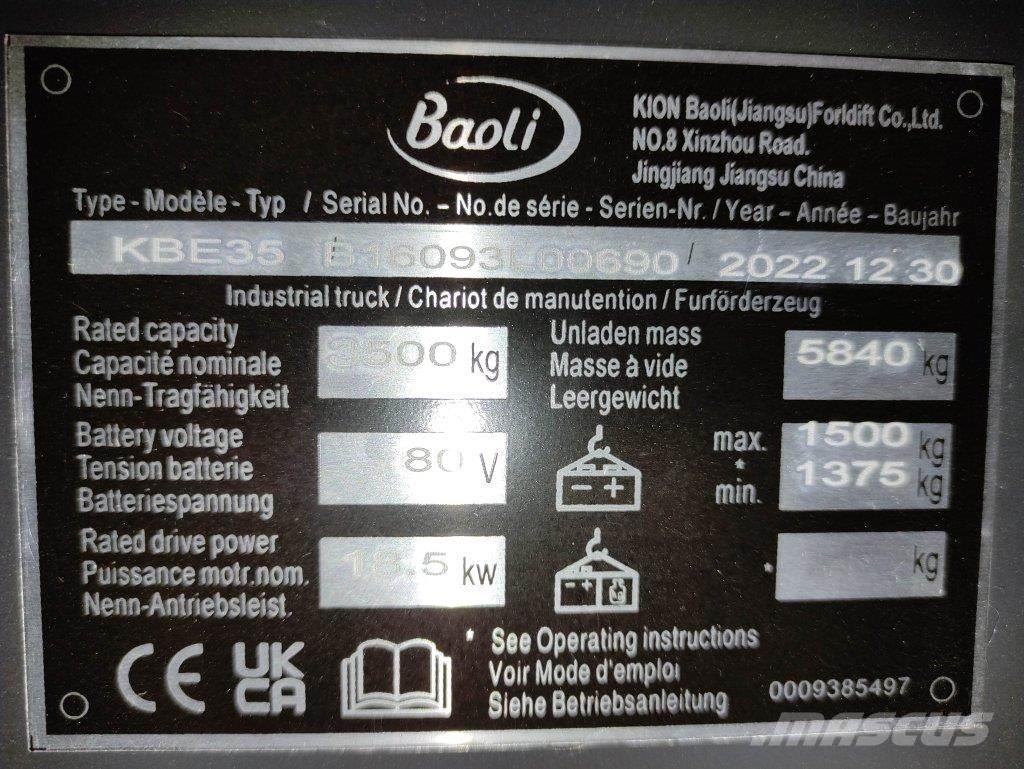 Baoli
KION Baoli(Jiangsu)Forldift Co.,Ltd.
NO.8 Xinzhou Road.
Jingjiang Jiangsu China
Type - Modèle - Typ / Serial No. - No.de série - Serien-Nr. / Year - Année - Baujahr
KBE35 B16093L00690 / 2022 12 30
Industrial truck / Chariot de manutention / Furförderzeug
Rated capacity
Capacité nominale
Nenn-Tragfähigkeit
3500 kg
Unladen mass
Masse à vide
Leergewicht
5840 kg
Battery voltage
Tension batterie
Batteriespannung
80 V
- +
max. 1500 kg
*
min. 1375 kg
Rated drive power
Puissance motr.nom.
Nenn-Antriebsleist.
18.5 kw
- + kg
* kg
CE UK
CA
* See Operating instructions
Voir Mode d'emploi
Siehe Betriebsanleitung
0009385497
MASCUS